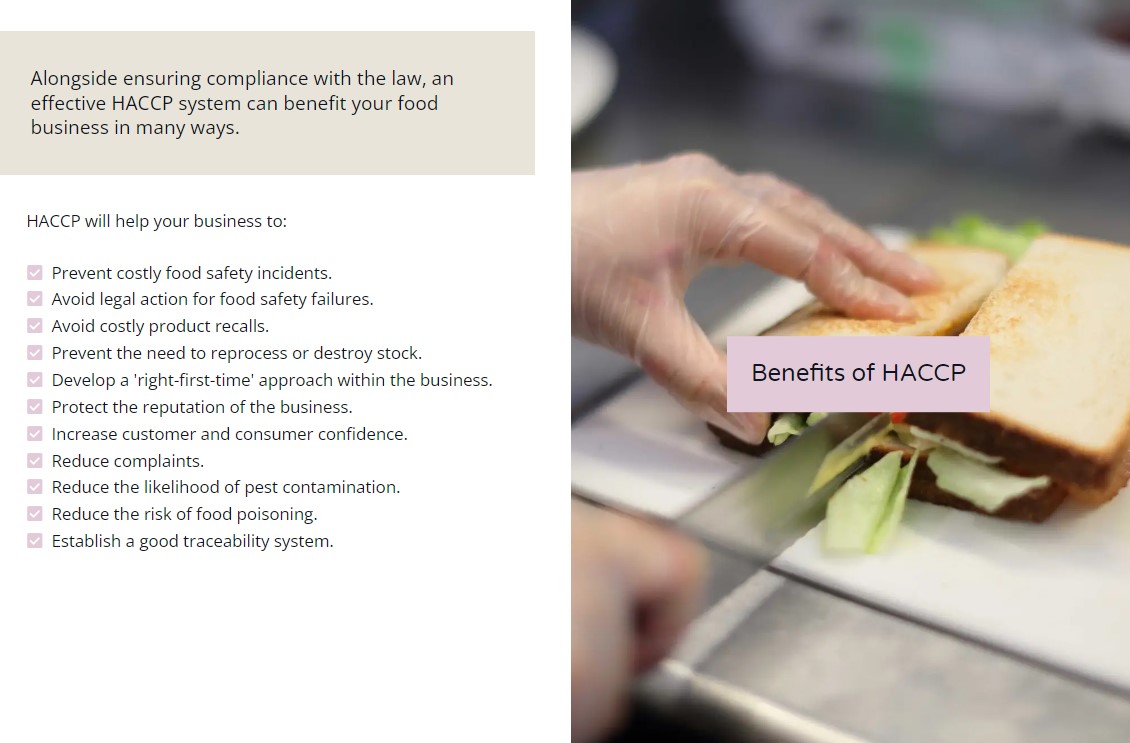 Alongside ensuring compliance with the law, an
effective HACCP system can benefit your food
business in many ways.
HACCP will help your business to:
Prevent costly food safety incidents.
Avoid legal action for food safety failures.
Avoid costly product recalls.
Prevent the need to reprocess or destroy stock.
Develop a 'right-first-time' approach within the business.
Protect the reputation of the business.
Increase customer and consumer confidence.
Reduce complaints.
Reduce the likelihood of pest contamination.
Reduce the risk of food poisoning.
Establish a good traceability system.
Benefits of HACCP